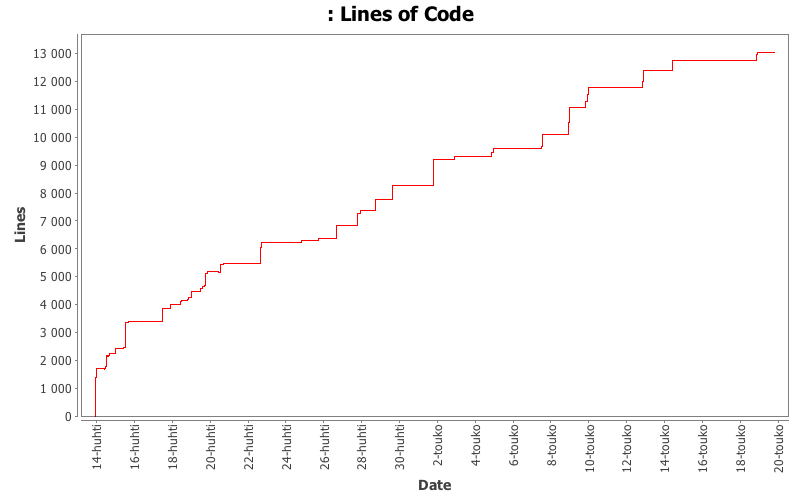 : Lines of Code
Lines
13 000
12 000
11 000
10 000
9 000
8 000
7 000
6 000
5 000
4 000
3 000
2 000
1 000
0
14-huhti
16-huhti
18-huhti
20-huhti
22-huhti
24-huhti
26-huhti
28-huhti
30-huhti
2-touko
4-touko
6-touko
8-touko
10-touko
12-touko
14-touko
16-touko
18-touko
20-touko
Date